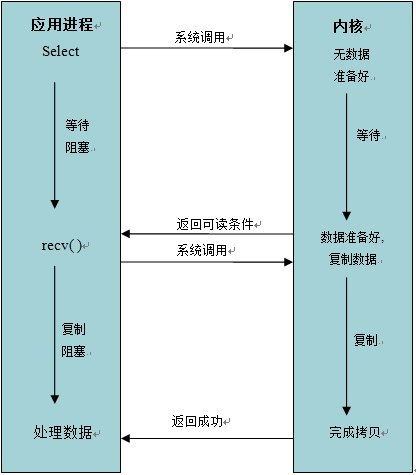 应用进程
内核
Select
系统调用
无数据
准备好
等待
阻塞
等待
返回可读条件
recv()
系统调用
数据准备好,
复制数据
复制
阻塞
复制
返回成功
处理数据
完成拷贝